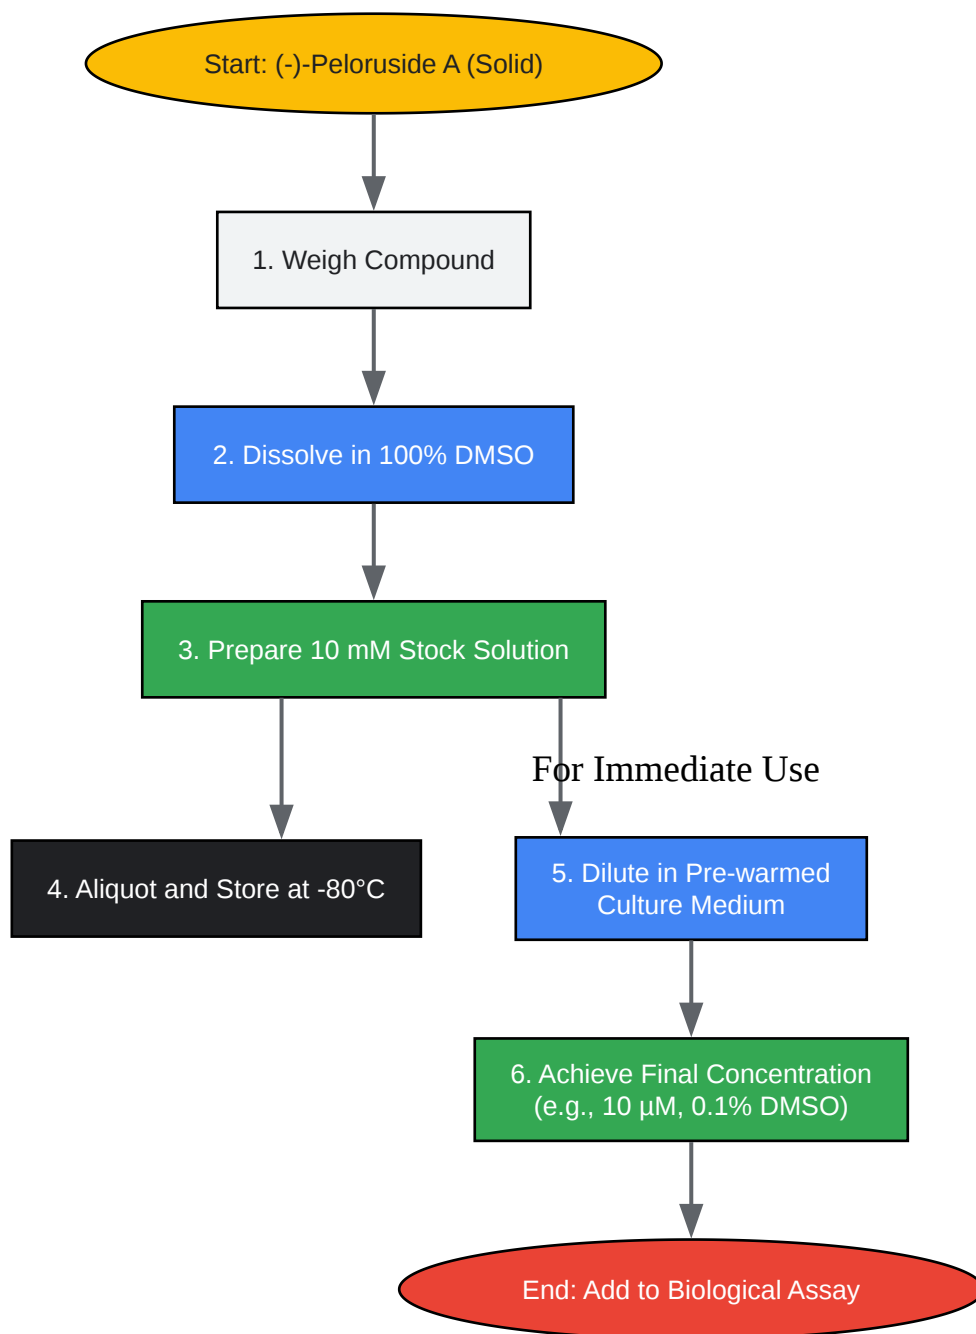 Start: (-)-Peloruside A (Solid)
1. Weigh Compound
2. Dissolve in 100% DMSO
3. Prepare 10 mM Stock Solution
For Immediate Use
4. Aliquot and Store at -80°C
5. Dilute in Pre-warmed
Culture Medium
6. Achieve Final Concentration
(e.g., 10 µM, 0.1% DMSO)
End: Add to Biological Assay